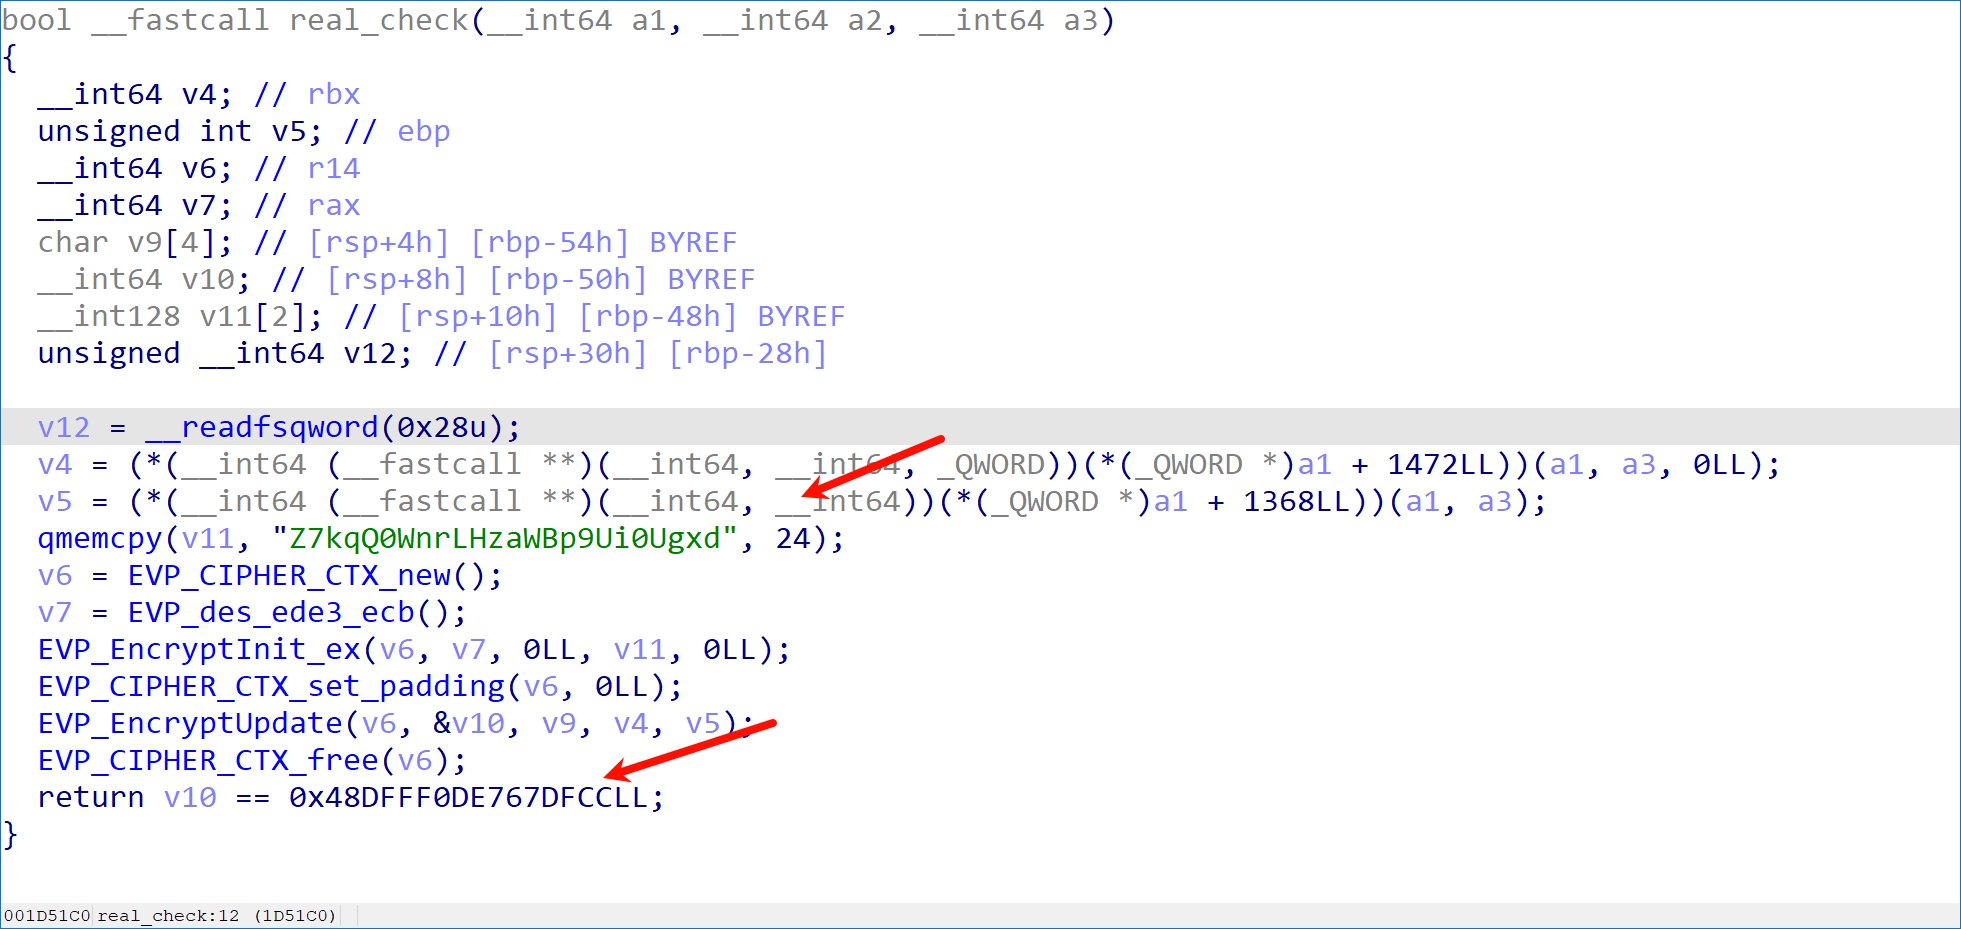 bool __fastcall real_check(__int64 a1, __int64 a2, __int64 a3)
{
  __int64 v4; // rbx
  unsigned int v5; // ebp
  __int64 v6; // r14
  __int64 v7; // rax
  char v9[4]; // [rsp+4h] [rbp-54h] BYREF
  __int64 v10; // [rsp+8h] [rbp-50h] BYREF
  __int128 v11[2]; // [rsp+10h] [rbp-48h] BYREF
  unsigned __int64 v12; // [rsp+30h] [rbp-28h]
  v12 = __readfsqword(0x28u);
  v4 = (*(__int64 (__fastcall **)(__int64, __int64, _QWORD))(*(_QWORD *)a1 + 1472LL))(a1, a3, 0LL);
  v5 = (*(__int64 (__fastcall **)(__int64, __int64))(*(_QWORD *)a1 + 1368LL))(a1, a3);
  qmemcpy(v11, "Z7kqQ0WnrLHzaWBp9Ui0Ugxd", 24);
  v6 = EVP_CIPHER_CTX_new();
  v7 = EVP_des_ede3_ecb();
  EVP_EncryptInit_ex(v6, v7, 0LL, v11, 0LL);
  EVP_CIPHER_CTX_set_padding(v6, 0LL);
  EVP_EncryptUpdate(v6, &v10, v9, v4, v5);
  EVP_CIPHER_CTX_free(v6);
  return v10 == 0x48DFFF0DE767DFCCLL;
}
001D51C0 real_check:12 (1D51C0)